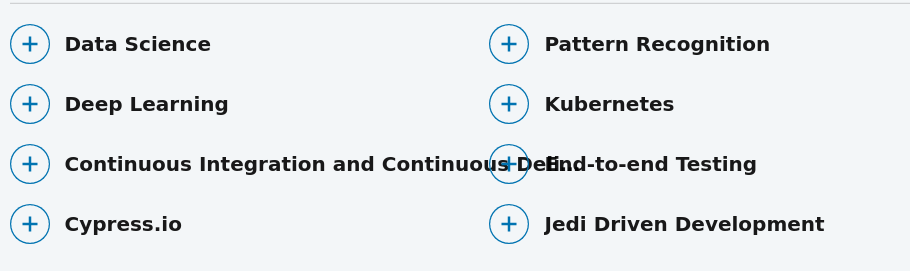 Data Science
Pattern Recognition
Deep Learning
Kubernetes
Continuous Integration and Continuous
End-to-end Testing
Cypress.io
Jedi Driven Development